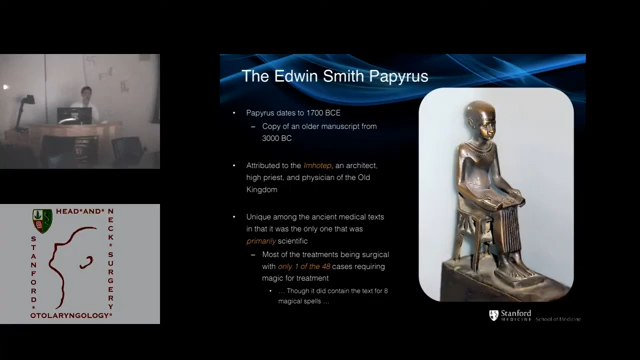 The Edwin Smith Papyrus
• Papyrus dates to 1700 BCE
– Copy of an older manuscript from
3000 BC
• Attributed to the Imhotep, an architect,
high priest, and physician of the Old
Kingdom
• Unique among the ancient medical texts
in that it was the only one that was
primarily scientific
– Most of the treatments being surgical
with only 1 of the 48 cases requiring
magic for treatment
• … Though it did contain the text for 8
magical spells …
Stanford
MEDICINE School of Medicine
HEAD*AND*
NECK*SURGERY
STANFORD
OTOLARYNGOLOGY*